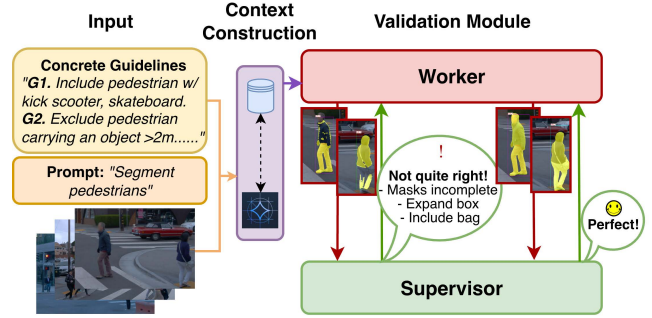 Input
Context
Construction
Validation Module
Concrete Guidelines
"G1. Include pedestrian w/
kick scooter, skateboard.
G2. Exclude pedestrian
carrying an object >2m......"
Prompt: "Segment
pedestrians"
Worker
!
Not quite right!
- Masks incomplete
- Expand box
- Include bag
Perfect!
Supervisor